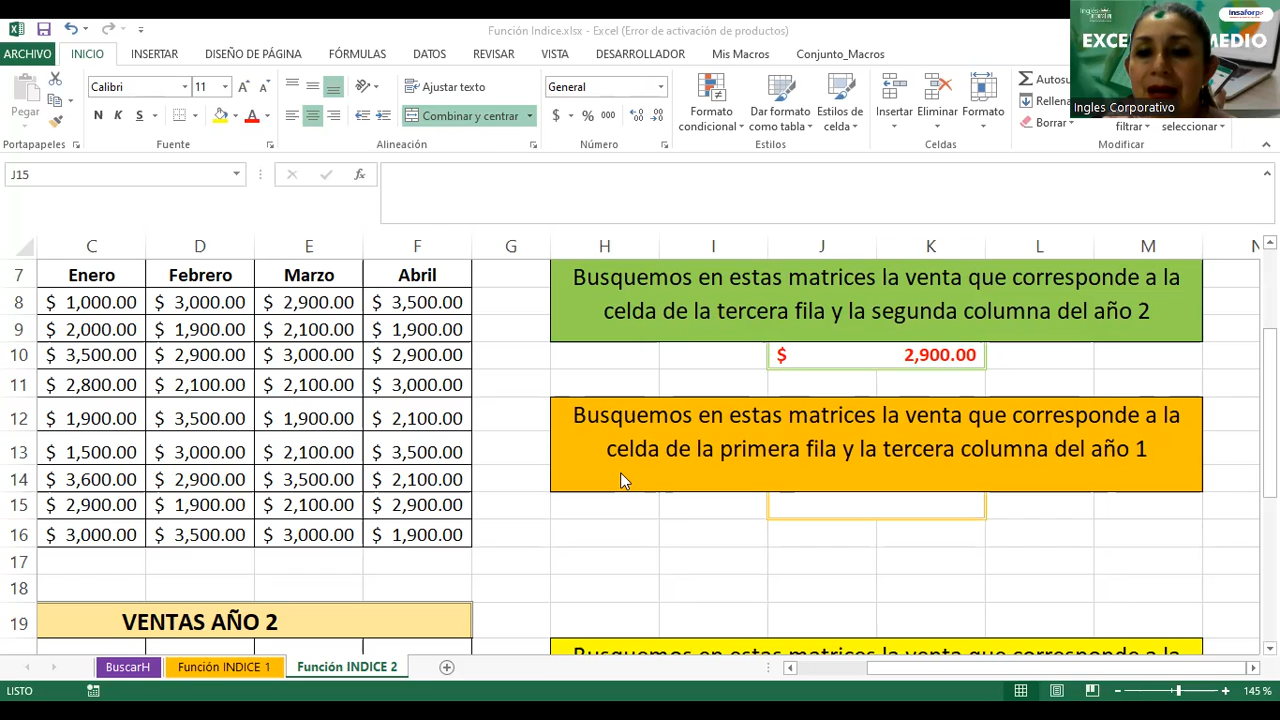 Función Indice.xlsx - Excel (Error de activación de productos)
ARCHIVO INICIO INSERTAR DISEÑO DE PÁGINA FÓRMULAS DATOS REVISAR VISTA DESARROLLADOR Mis Macros Conjunto_Macros
insaforp
Ingles Corporativo
Calibri 11
Ajustar texto
General
Pegar
N K S
Combinar y centrar
$ % 000
Formato condicional
Dar formato como tabla
Estilos de celda
Insertar
Eliminar
Formato
Autosu
Rellena
Borrar
filtrar
seleccionar
Portapapeles Fuente Alineación Número Estilos Celdas Modificar
J15
fx
C D E F G H I J K L M
7 Enero Febrero Marzo Abril
8 $ 1,000.00 $ 3,000.00 $ 2,900.00 $ 3,500.00
9 $ 2,000.00 $ 1,900.00 $ 2,100.00 $ 1,900.00
10 $ 3,500.00 $ 2,900.00 $ 3,000.00 $ 2,900.00
11 $ 2,800.00 $ 2,100.00 $ 2,100.00 $ 3,000.00
12 $ 1,900.00 $ 3,500.00 $ 1,900.00 $ 2,100.00
13 $ 1,500.00 $ 3,000.00 $ 2,100.00 $ 3,500.00
14 $ 3,600.00 $ 2,900.00 $ 3,500.00 $ 2,100.00
15 $ 2,900.00 $ 1,900.00 $ 2,100.00 $ 2,900.00
16 $ 3,000.00 $ 3,500.00 $ 3,000.00 $ 1,900.00
17
18
19 VENTAS AÑO 2
Busquemos en estas matrices la venta que corresponde a la
celda de la tercera fila y la segunda columna del año 2
$ 2,900.00
Busquemos en estas matrices la venta que corresponde a la
celda de la primera fila y la tercera columna del año 1
Busquemos en estas matrices la venta que corresponde a la
BuscarH Función INDICE 1 Función INDICE 2
LISTO
145 %